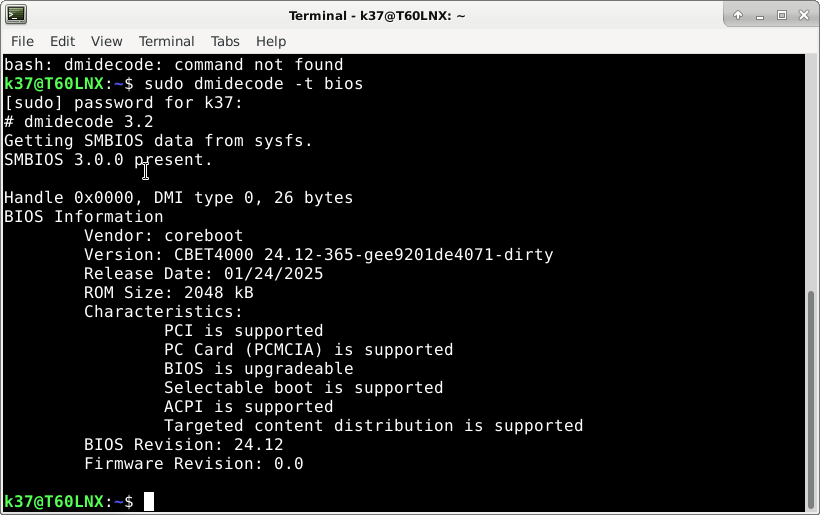 Terminal - k37@T60LNX: ~
File Edit View Terminal Tabs Help
bash: dmidecode: command not found
k37@T60LNX:~$ sudo dmidecode -t bios
[sudo] password for k37:
# dmidecode 3.2
Getting SMBIOS data from sysfs.
SMBIOS 3.0.0 present.
Handle 0x0000, DMI type 0, 26 bytes
BIOS Information
Vendor: coreboot
Version: CBET4000 24.12-365-gee9201de4071-dirty
Release Date: 01/24/2025
ROM Size: 2048 kB
Characteristics:
PCI is supported
PC Card (PCMCIA) is supported
BIOS is upgradeable
Selectable boot is supported
ACPI is supported
Targeted content distribution is supported
BIOS Revision: 24.12
Firmware Revision: 0.0
k37@T60LNX:~$